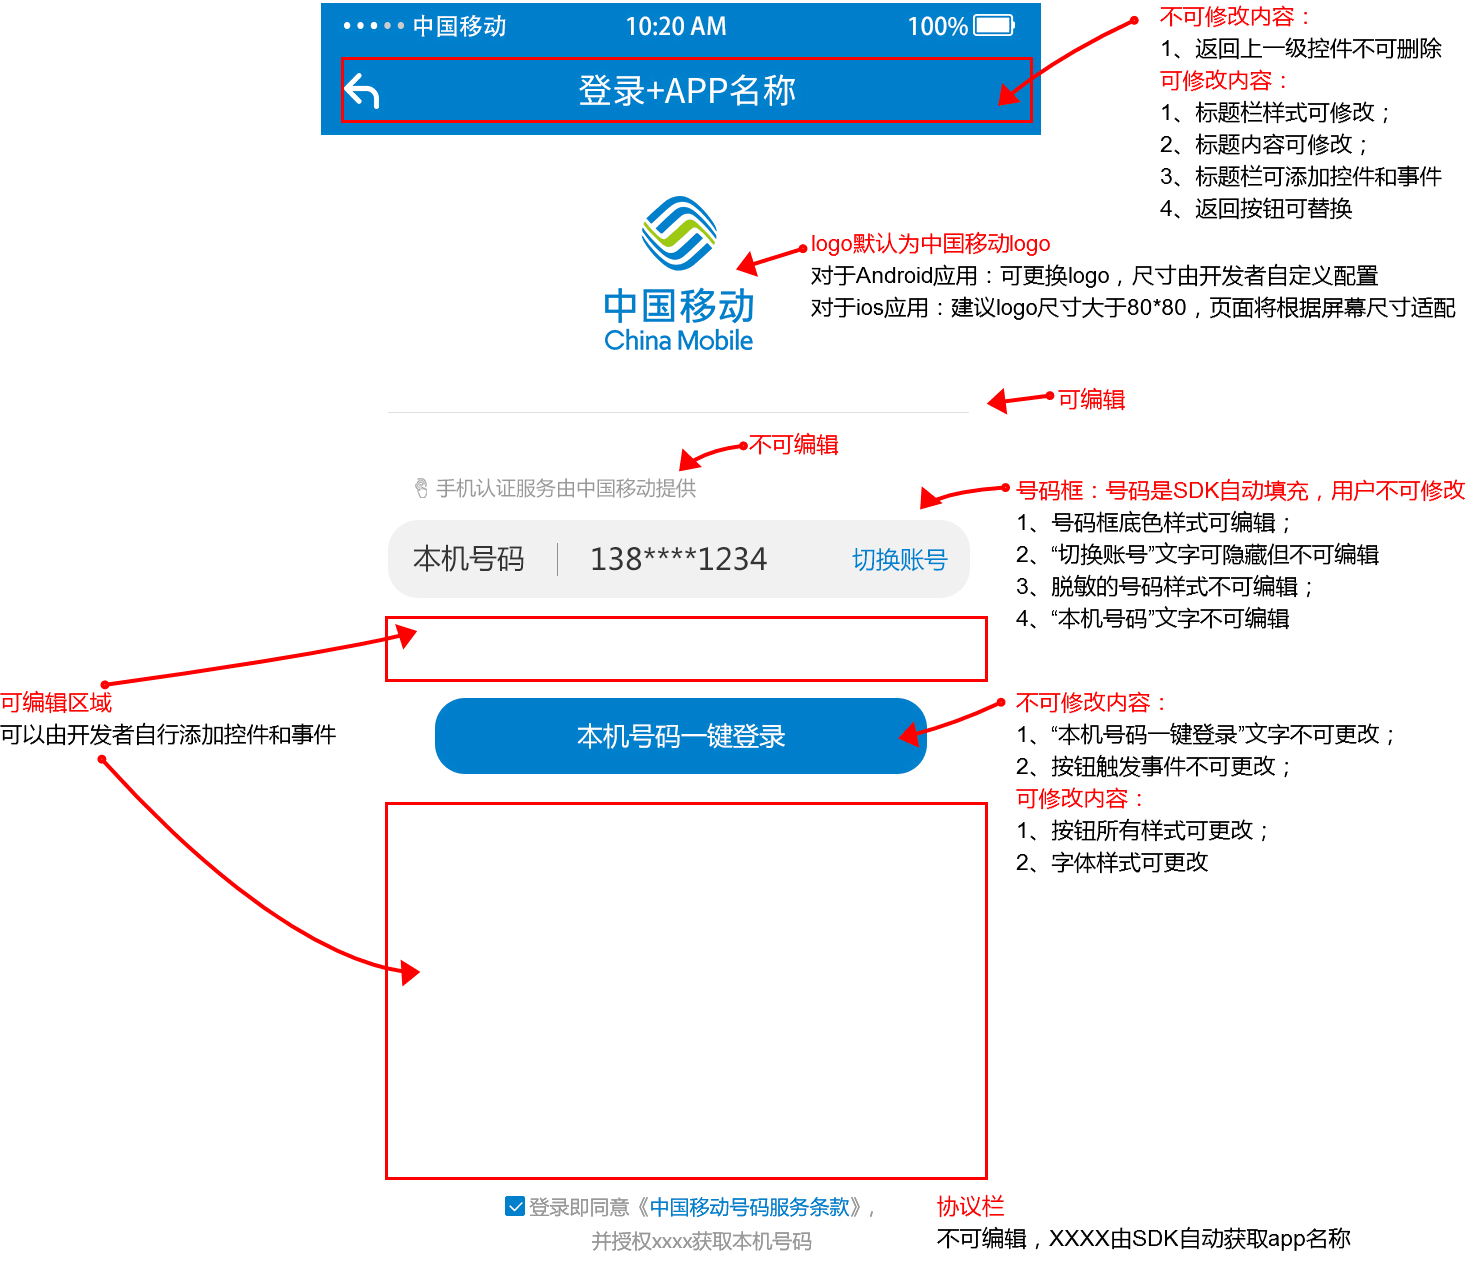 中国移动 10:20 AM 100%
登录+APP名称
不可修改内容：
1、返回上一级控件不可删除
可修改内容：
1、标题栏样式可修改；
2、标题内容可修改；
3、标题栏可添加控件和事件
4、返回按钮可替换
中国移动
China Mobile
logo默认为中国移动logo
对于Android应用：可更换logo，尺寸由开发者自定义配置
对于ios应用：建议logo尺寸大于80*80，页面将根据屏幕尺寸适配
可编辑
不可编辑
手机认证服务由中国移动提供
本机号码 138****1234 切换账号
号码框：号码是SDK自动填充，用户不可修改
1、号码框底色样式可编辑；
2、“切换账号”文字可隐藏但不可编辑
3、脱敏的号码样式不可编辑；
4、“本机号码”文字不可编辑
可编辑区域
可以由开发者自行添加控件和事件
本机号码一键登录
不可修改内容：
1、“本机号码一键登录”文字不可更改；
2、按钮触发事件不可更改；
可修改内容：
1、按钮所有样式可更改；
2、字体样式可更改
登录即同意《中国移动号码服务条款》，
并授权xxxx获取本机号码
协议栏
不可编辑，XXXX由SDK自动获取app名称